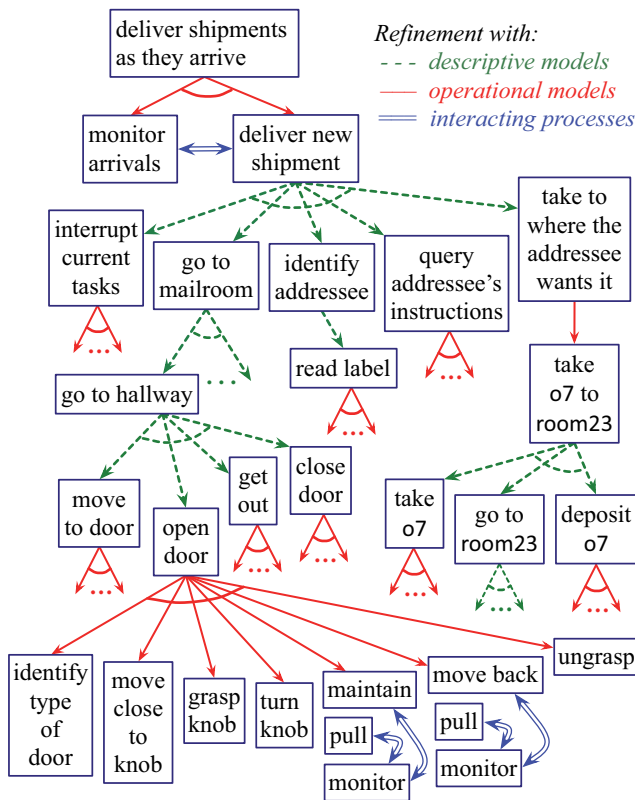 deliver shipments
as they arrive
Refinement with:
--- descriptive models
operational models
interacting processes
monitor
arrivals
deliver new
shipment
interrupt
current
tasks
go to
mailroom
identify
addressee
query
addressee's
instructions
take to
where the
addressee
wants it
...
...
...
go to hallway
read label
...
take
o7 to
room23
move
to door
open
door
get
out
close
door
take
o7
go to
room23
deposit
o7
...
...
...
...
...
...
identify
type
of
door
move
close
to
knob
grasp
knob
turn
knob
maintain
pull
monitor
move back
pull
monitor
ungrasp